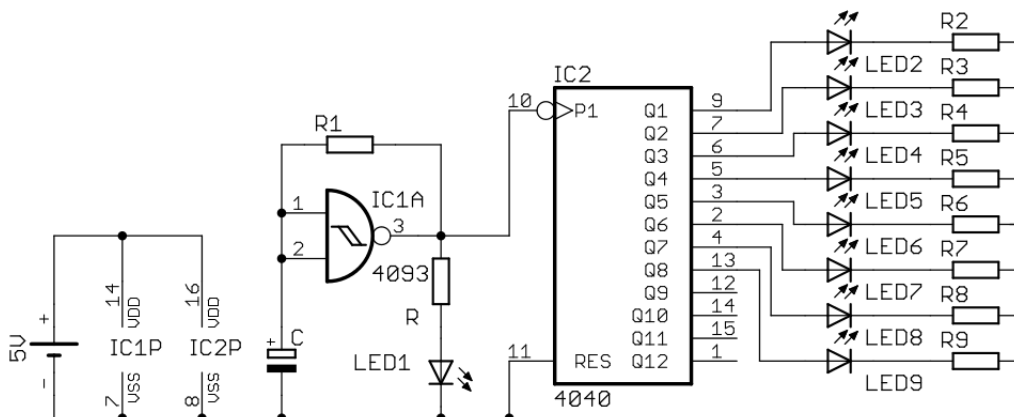 R2
LED2
R3
LED3
R4
LED4
R5
LED5
R6
LED6
R7
LED7
R8
LED8
R9
LED9
IC2
10
P1
Q1
9
Q2
7
Q3
6
Q4
5
Q5
3
Q6
2
Q7
4
Q8
13
Q9
12
Q10
14
Q11
15
Q12
1
11
RES
4040
R1
IC1A
1
2
3
4093
R
LED1
+
C
5V
+
-
14
VDD
IC1P
7
VSS
16
VDD
IC2P
8
VSS